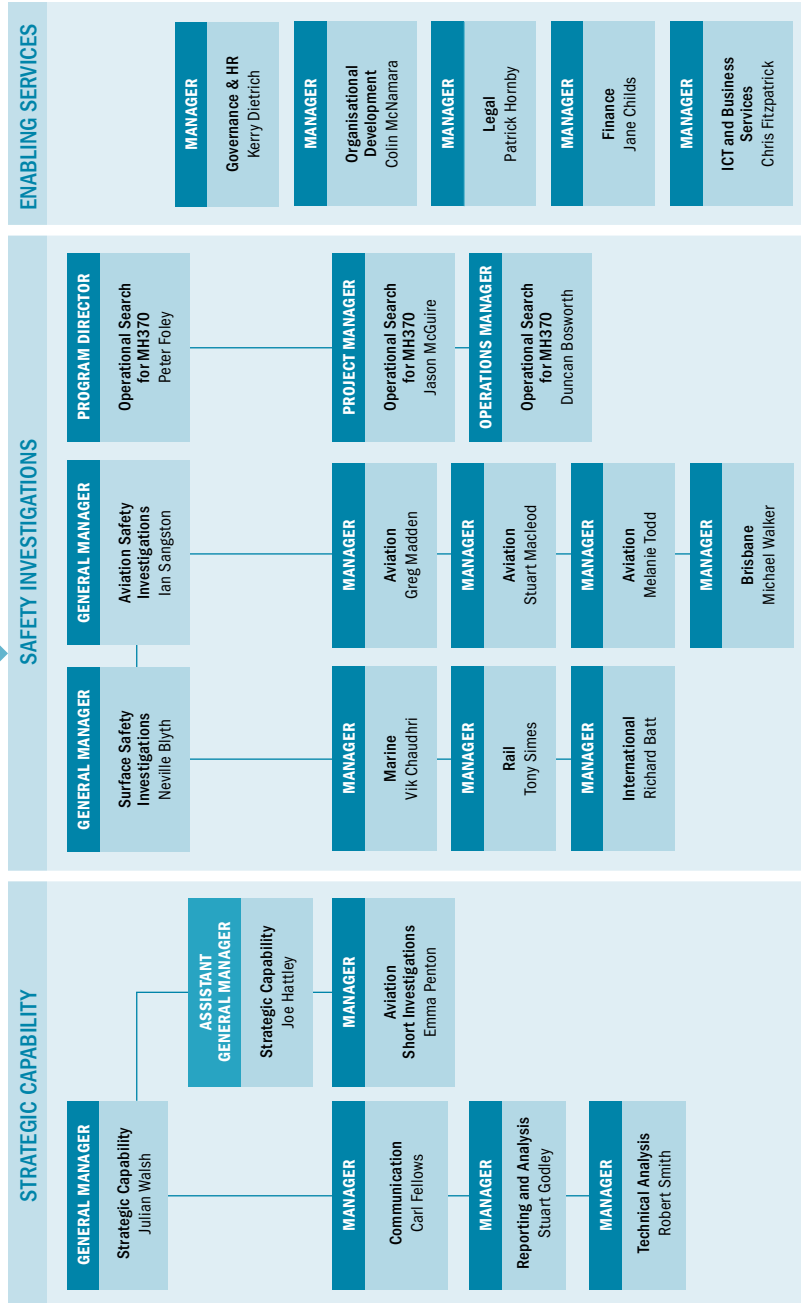 STRATEGIC CAPABILITY
GENERAL MANAGER
Strategic Capability
Julian Walsh
ASSISTANT
GENERAL MANAGER
Strategic Capability
Joe Hattley
MANAGER
Communication
Carl Fellows
MANAGER
Reporting and Analysis
Stuart Godley
MANAGER
Technical Analysis
Robert Smith
MANAGER
Aviation
Short Investigations
Emma Penton
SAFETY INVESTIGATIONS
GENERAL MANAGER
Surface Safety
Investigations
Neville Blyth
MANAGER
Marine
Vik Chaudhri
MANAGER
Rail
Tony Simes
MANAGER
International
Richard Batt
GENERAL MANAGER
Aviation Safety
Investigations
Ian Sangston
MANAGER
Aviation
Greg Madden
MANAGER
Aviation
Stuart Macleod
MANAGER
Aviation
Melanie Todd
MANAGER
Brisbane
Michael Walker
PROGRAM DIRECTOR
Operational Search
for MH370
Peter Foley
PROJECT MANAGER
Operational Search
for MH370
Jason McGuire
OPERATIONS MANAGER
Operational Search
for MH370
Duncan Bosworth
ENABLING SERVICES
MANAGER
Governance & HR
Kerry Dietrich
MANAGER
Organisational
Development
Colin McNamara
MANAGER
Legal
Patrick Hornby
MANAGER
Finance
Jane Childs
MANAGER
ICT and Business
Services
Chris Fitzpatrick